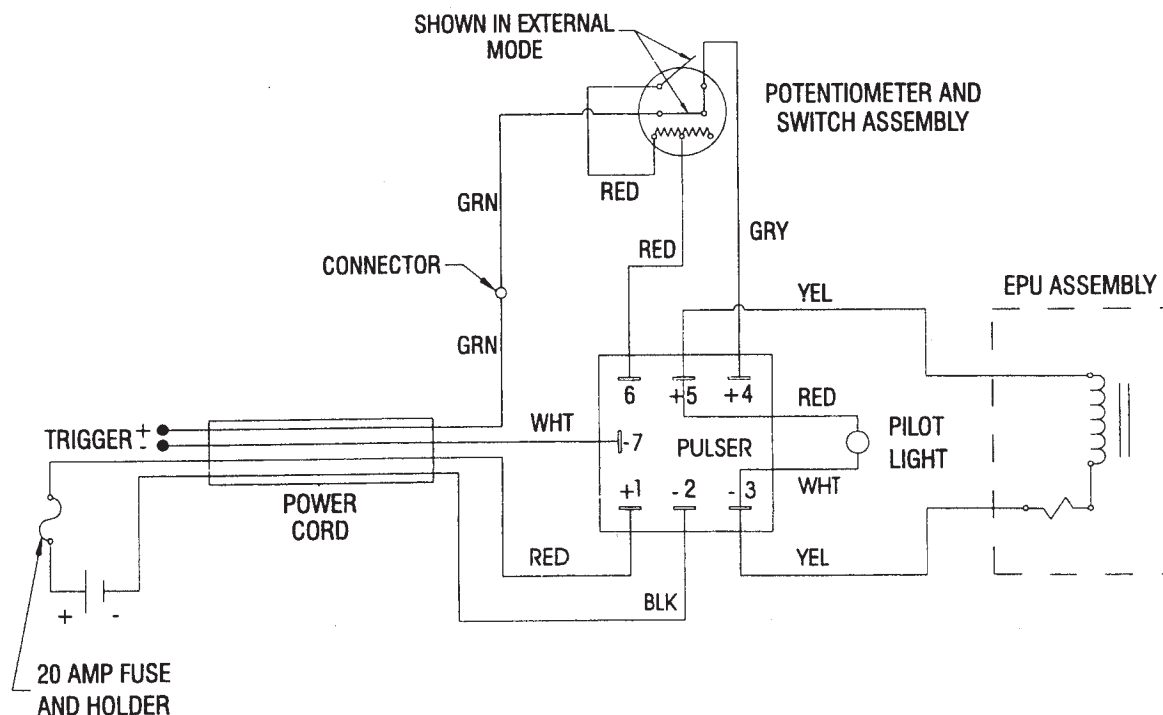 SHOWN IN EXTERNAL
MODE
POTENTIOMETER AND
SWITCH ASSEMBLY
RED
GRN
GRY
RED
CONNECTOR
EPU ASSEMBLY
YEL
GRN
6 +5 +4
RED
TRIGGER + -
WHT
-7
PULSER
PILOT
LIGHT
WHT
+1 -2 -3
POWER
CORD
RED
YEL
BLK
+ -
20 AMP FUSE
AND HOLDER